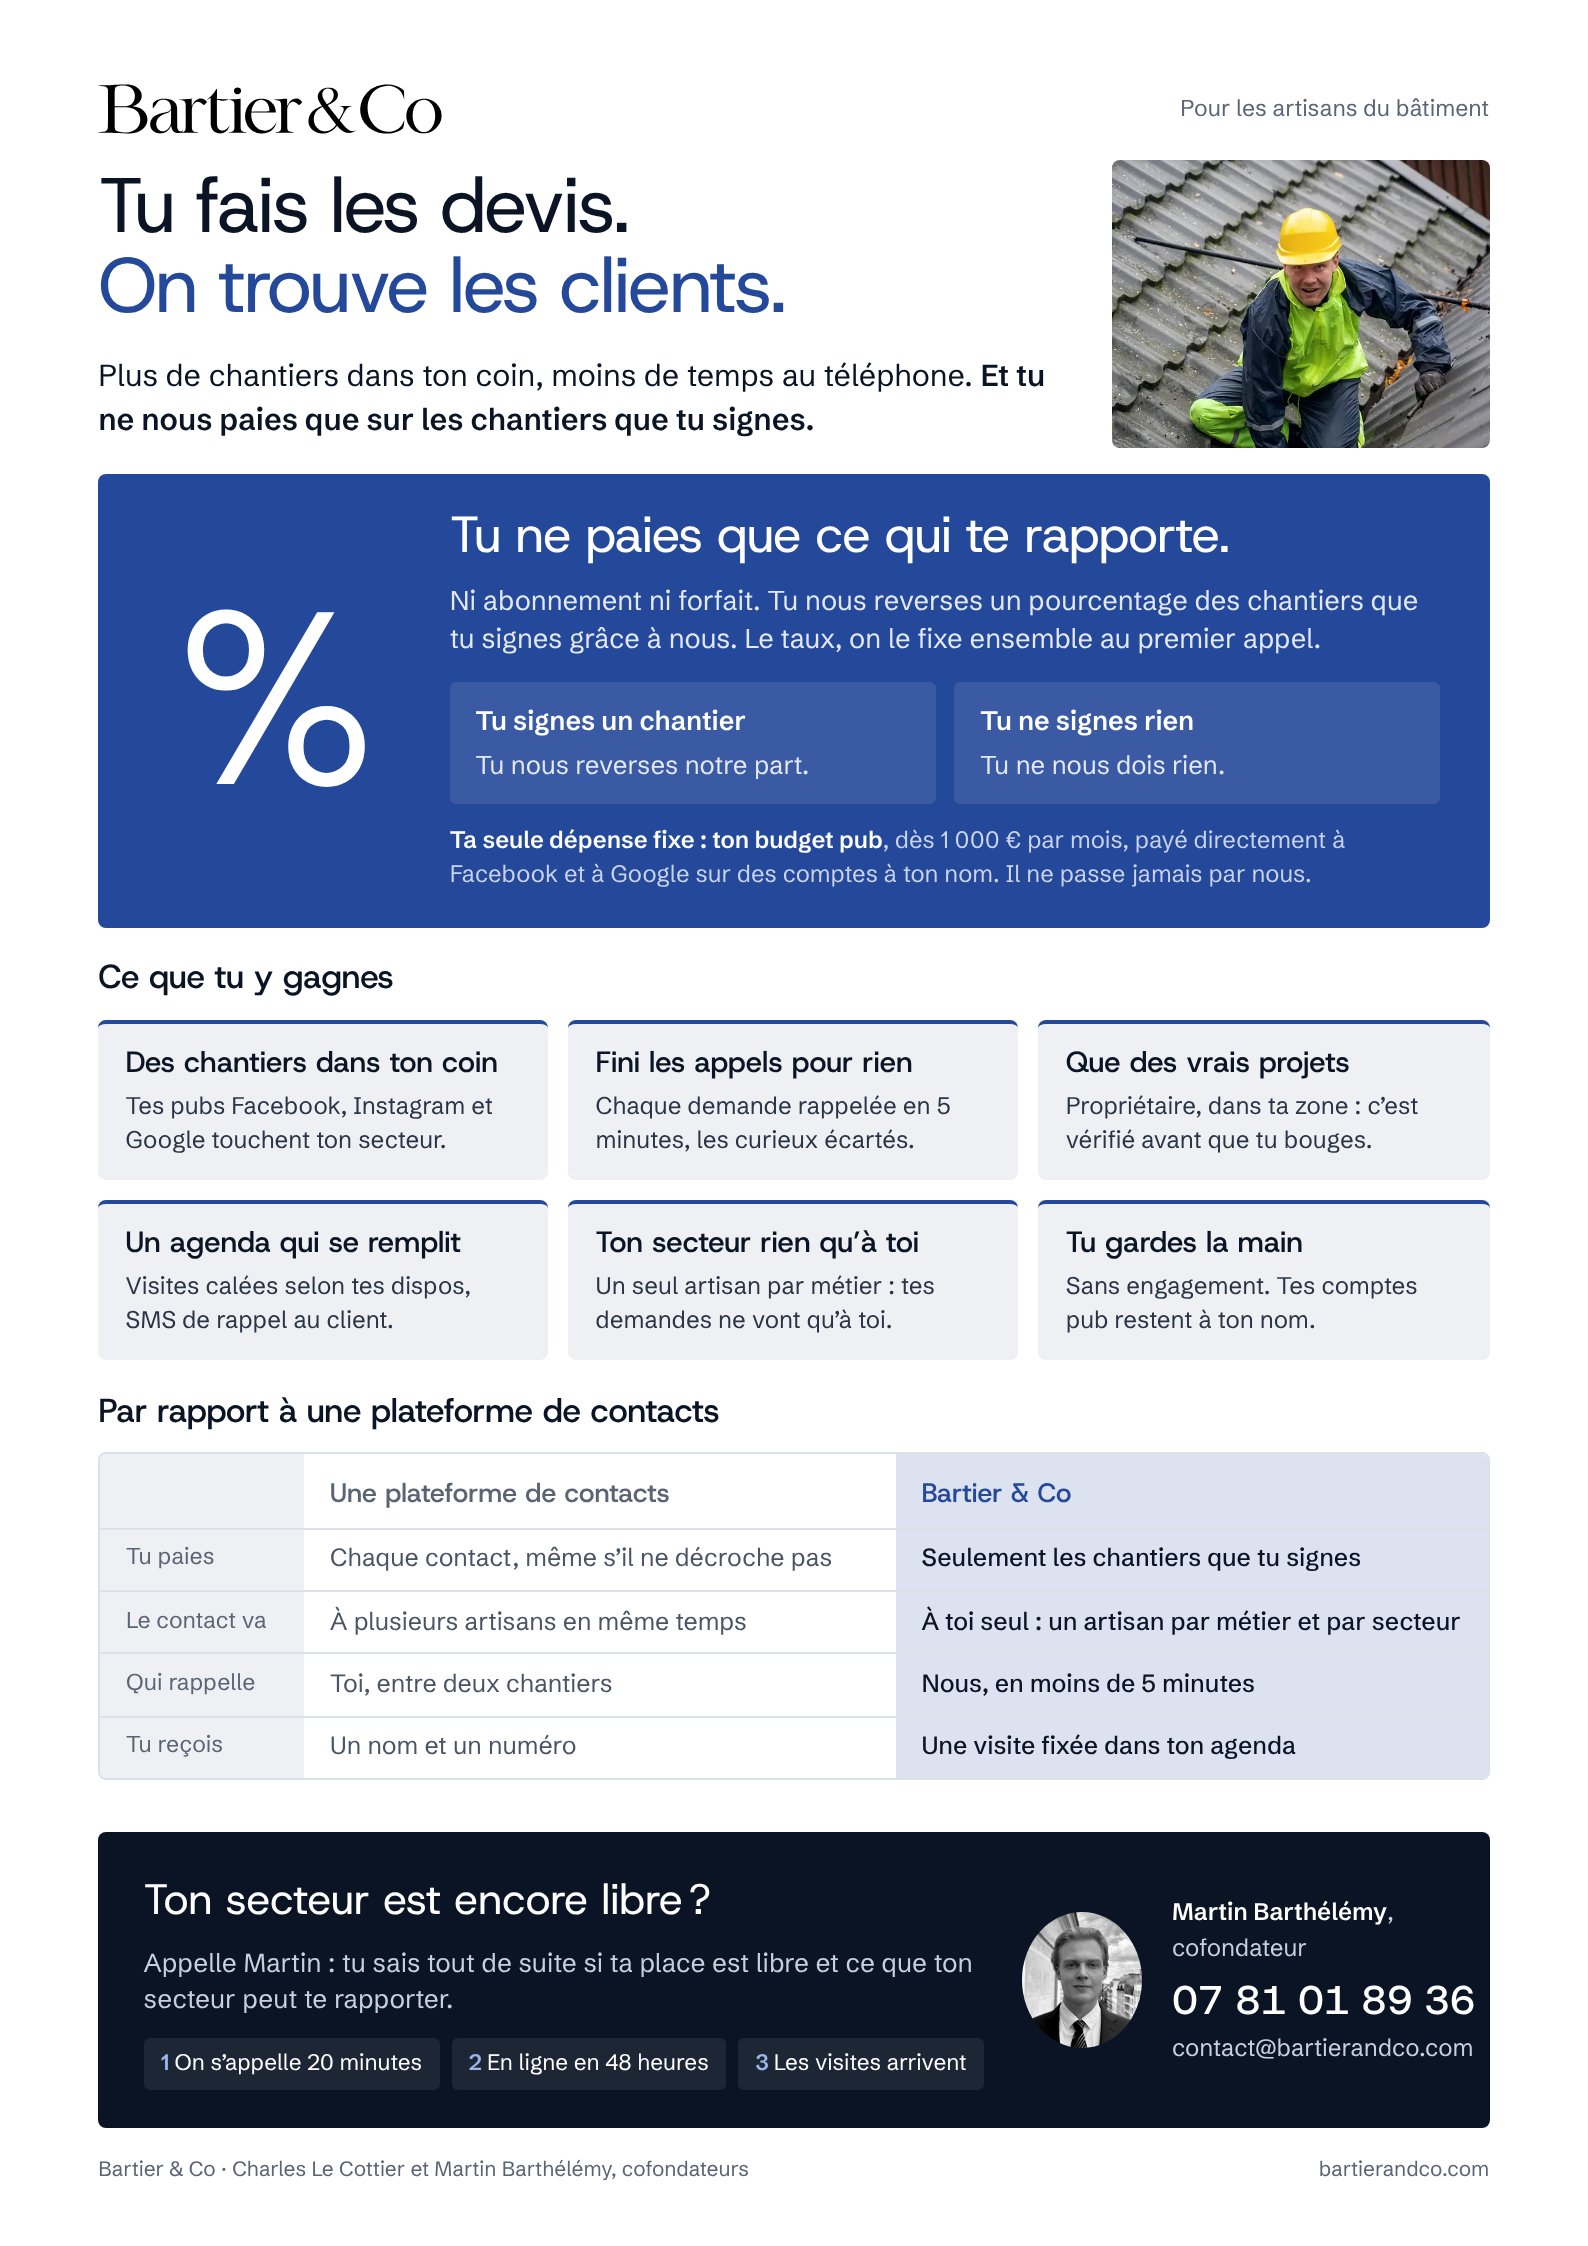 Bartier & Co
Pour les artisans du bâtiment
Tu fais les devis.
On trouve les clients.
Plus de chantiers dans ton coin, moins de temps au téléphone. Et tu
ne nous paies que sur les chantiers que tu signes.
%
Tu ne paies que ce qui te rapporte.
Ni abonnement ni forfait. Tu nous reverses un pourcentage des chantiers que
tu signes grâce à nous. Le taux, on le fixe ensemble au premier appel.
Tu signes un chantier
Tu nous reverses notre part.
Tu ne signes rien
Tu ne nous dois rien.
Ta seule dépense fixe : ton budget pub, dès 1 000 € par mois, payé directement à
Facebook et à Google sur des comptes à ton nom. Il ne passe jamais par nous.
Ce que tu y gagnes
Des chantiers dans ton coin
Tes pubs Facebook, Instagram et
Google touchent ton secteur.
Fini les appels pour rien
Chaque demande rappelée en 5
minutes, les curieux écartés.
Que des vrais projets
Propriétaire, dans ta zone : c’est
vérifié avant que tu bouges.
Un agenda qui se remplit
Visites calées selon tes dispos,
SMS de rappel au client.
Ton secteur rien qu’à toi
Un seul artisan par métier : tes
demandes ne vont qu’à toi.
Tu gardes la main
Sans engagement. Tes comptes
pub restent à ton nom.
Par rapport à une plateforme de contacts
Une plateforme de contacts
Bartier & Co
Tu paies
Chaque contact, même s’il ne décroche pas
Seulement les chantiers que tu signes
Le contact va
À plusieurs artisans en même temps
À toi seul : un artisan par métier et par secteur
Qui rappelle
Toi, entre deux chantiers
Nous, en moins de 5 minutes
Tu reçois
Un nom et un numéro
Une visite fixée dans ton agenda
Ton secteur est encore libre ?
Appelle Martin : tu sais tout de suite si ta place est libre et ce que ton
secteur peut te rapporter.
1 On s’appelle 20 minutes
2 En ligne en 48 heures
3 Les visites arrivent
Martin Barthélémy,
cofondateur
07 81 01 89 36
contact@bartierandco.com
Bartier & Co · Charles Le Cottier et Martin Barthélémy, cofondateurs
bartierandco.com